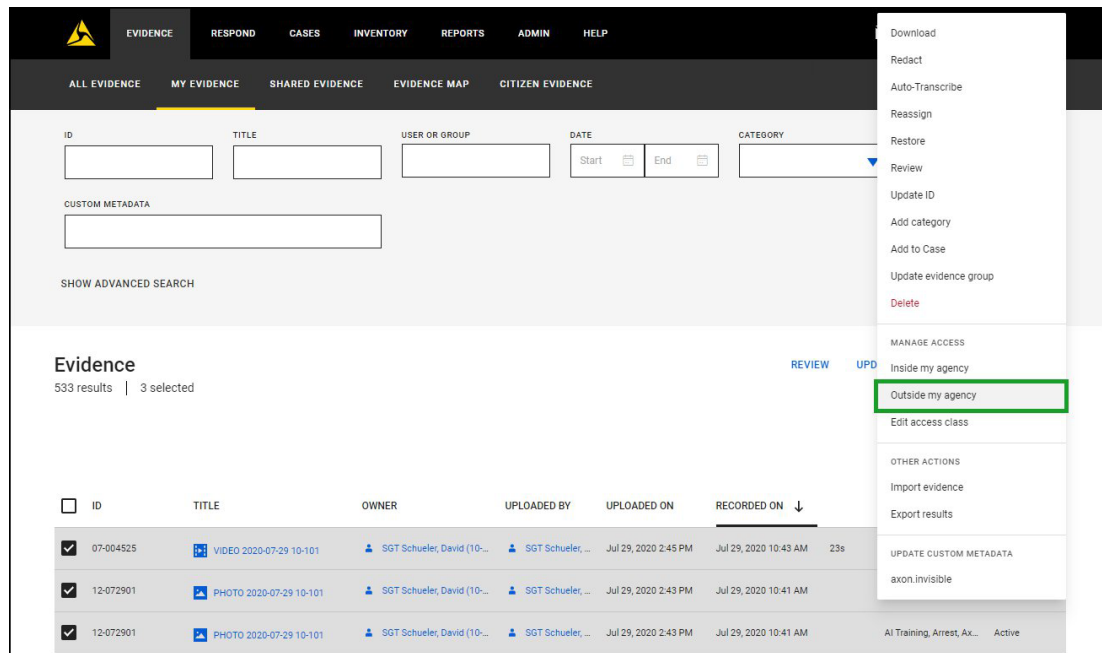 EVIDENCE RESPOND CASES INVENTORY REPORTS ADMIN HELP
ALL EVIDENCE MY EVIDENCE SHARED EVIDENCE EVIDENCE MAP CITIZEN EVIDENCE
ID TITLE USER OR GROUP DATE CATEGORY
Start End
CUSTOM METADATA
SHOW ADVANCED SEARCH
Download
Redact
Auto-Transcribe
Reassign
Restore
Review
Update ID
Add category
Add to Case
Update evidence group
Delete
MANAGE ACCESS
Inside my agency
Outside my agency
Edit access class
OTHER ACTIONS
Import evidence
Export results
UPDATE CUSTOM METADATA
axon.invisible
Evidence
533 results | 3 selected
REVIEW UPD
ID TITLE OWNER UPLOADED BY UPLOADED ON RECORDED ON ↓
07-004525 VIDEO 2020-07-29 10-101 SGT Schueler, David (10-... SGT Schueler, ... Jul 29, 2020 2:45 PM Jul 29, 2020 10:43 AM 23s
12-072901 PHOTO 2020-07-29 10-101 SGT Schueler, David (10-... SGT Schueler, ... Jul 29, 2020 2:43 PM Jul 29, 2020 10:41 AM
12-072901 PHOTO 2020-07-29 10-101 SGT Schueler, David (10-... SGT Schueler, ... Jul 29, 2020 2:43 PM Jul 29, 2020 10:41 AM AI Training, Arrest, Ax... Active